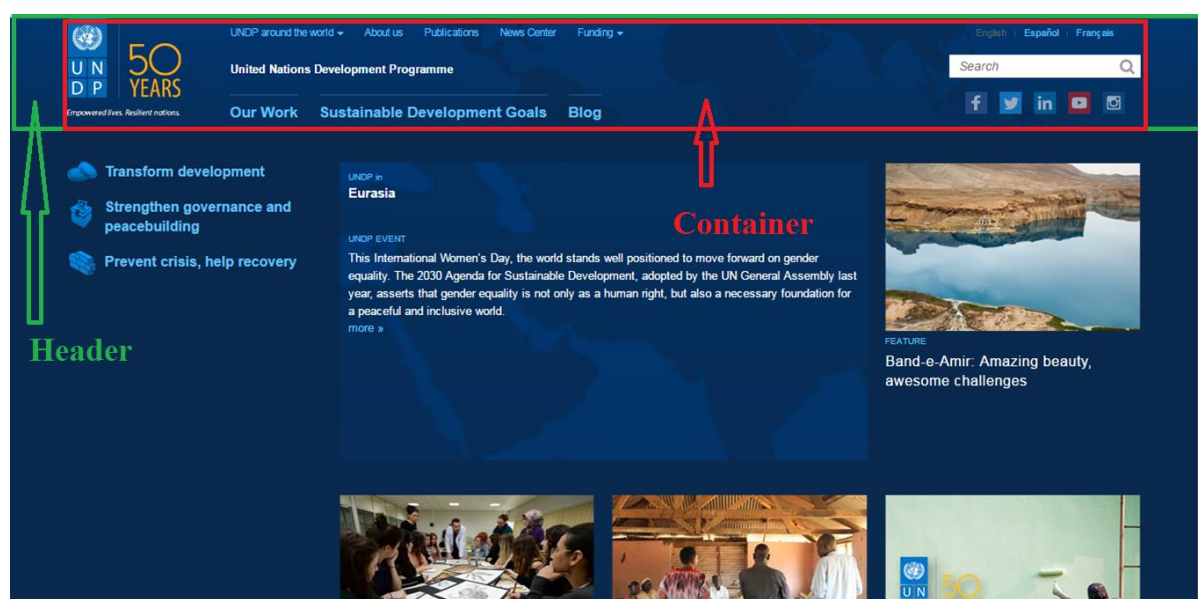 UNDP around the world
About us
Publications
News Center
Funding
English | Español | Français
U N
D P
50
YEARS
Empowered lives. Resilient nations.
United Nations Development Programme
Search
Our Work
Sustainable Development Goals
Blog
Transform development
Strengthen governance and
peacebuilding
Prevent crisis, help recovery
UNDP in
Eurasia
UNDP EVENT
This International Women's Day, the world stands well positioned to move forward on gender
equality. The 2030 Agenda for Sustainable Development, adopted by the UN General Assembly last
year, asserts that gender equality is not only as a human right, but also a necessary foundation for
a peaceful and inclusive world.
more »
Container
Header
FEATURE
Band-e-Amir: Amazing beauty,
awesome challenges
U N
50